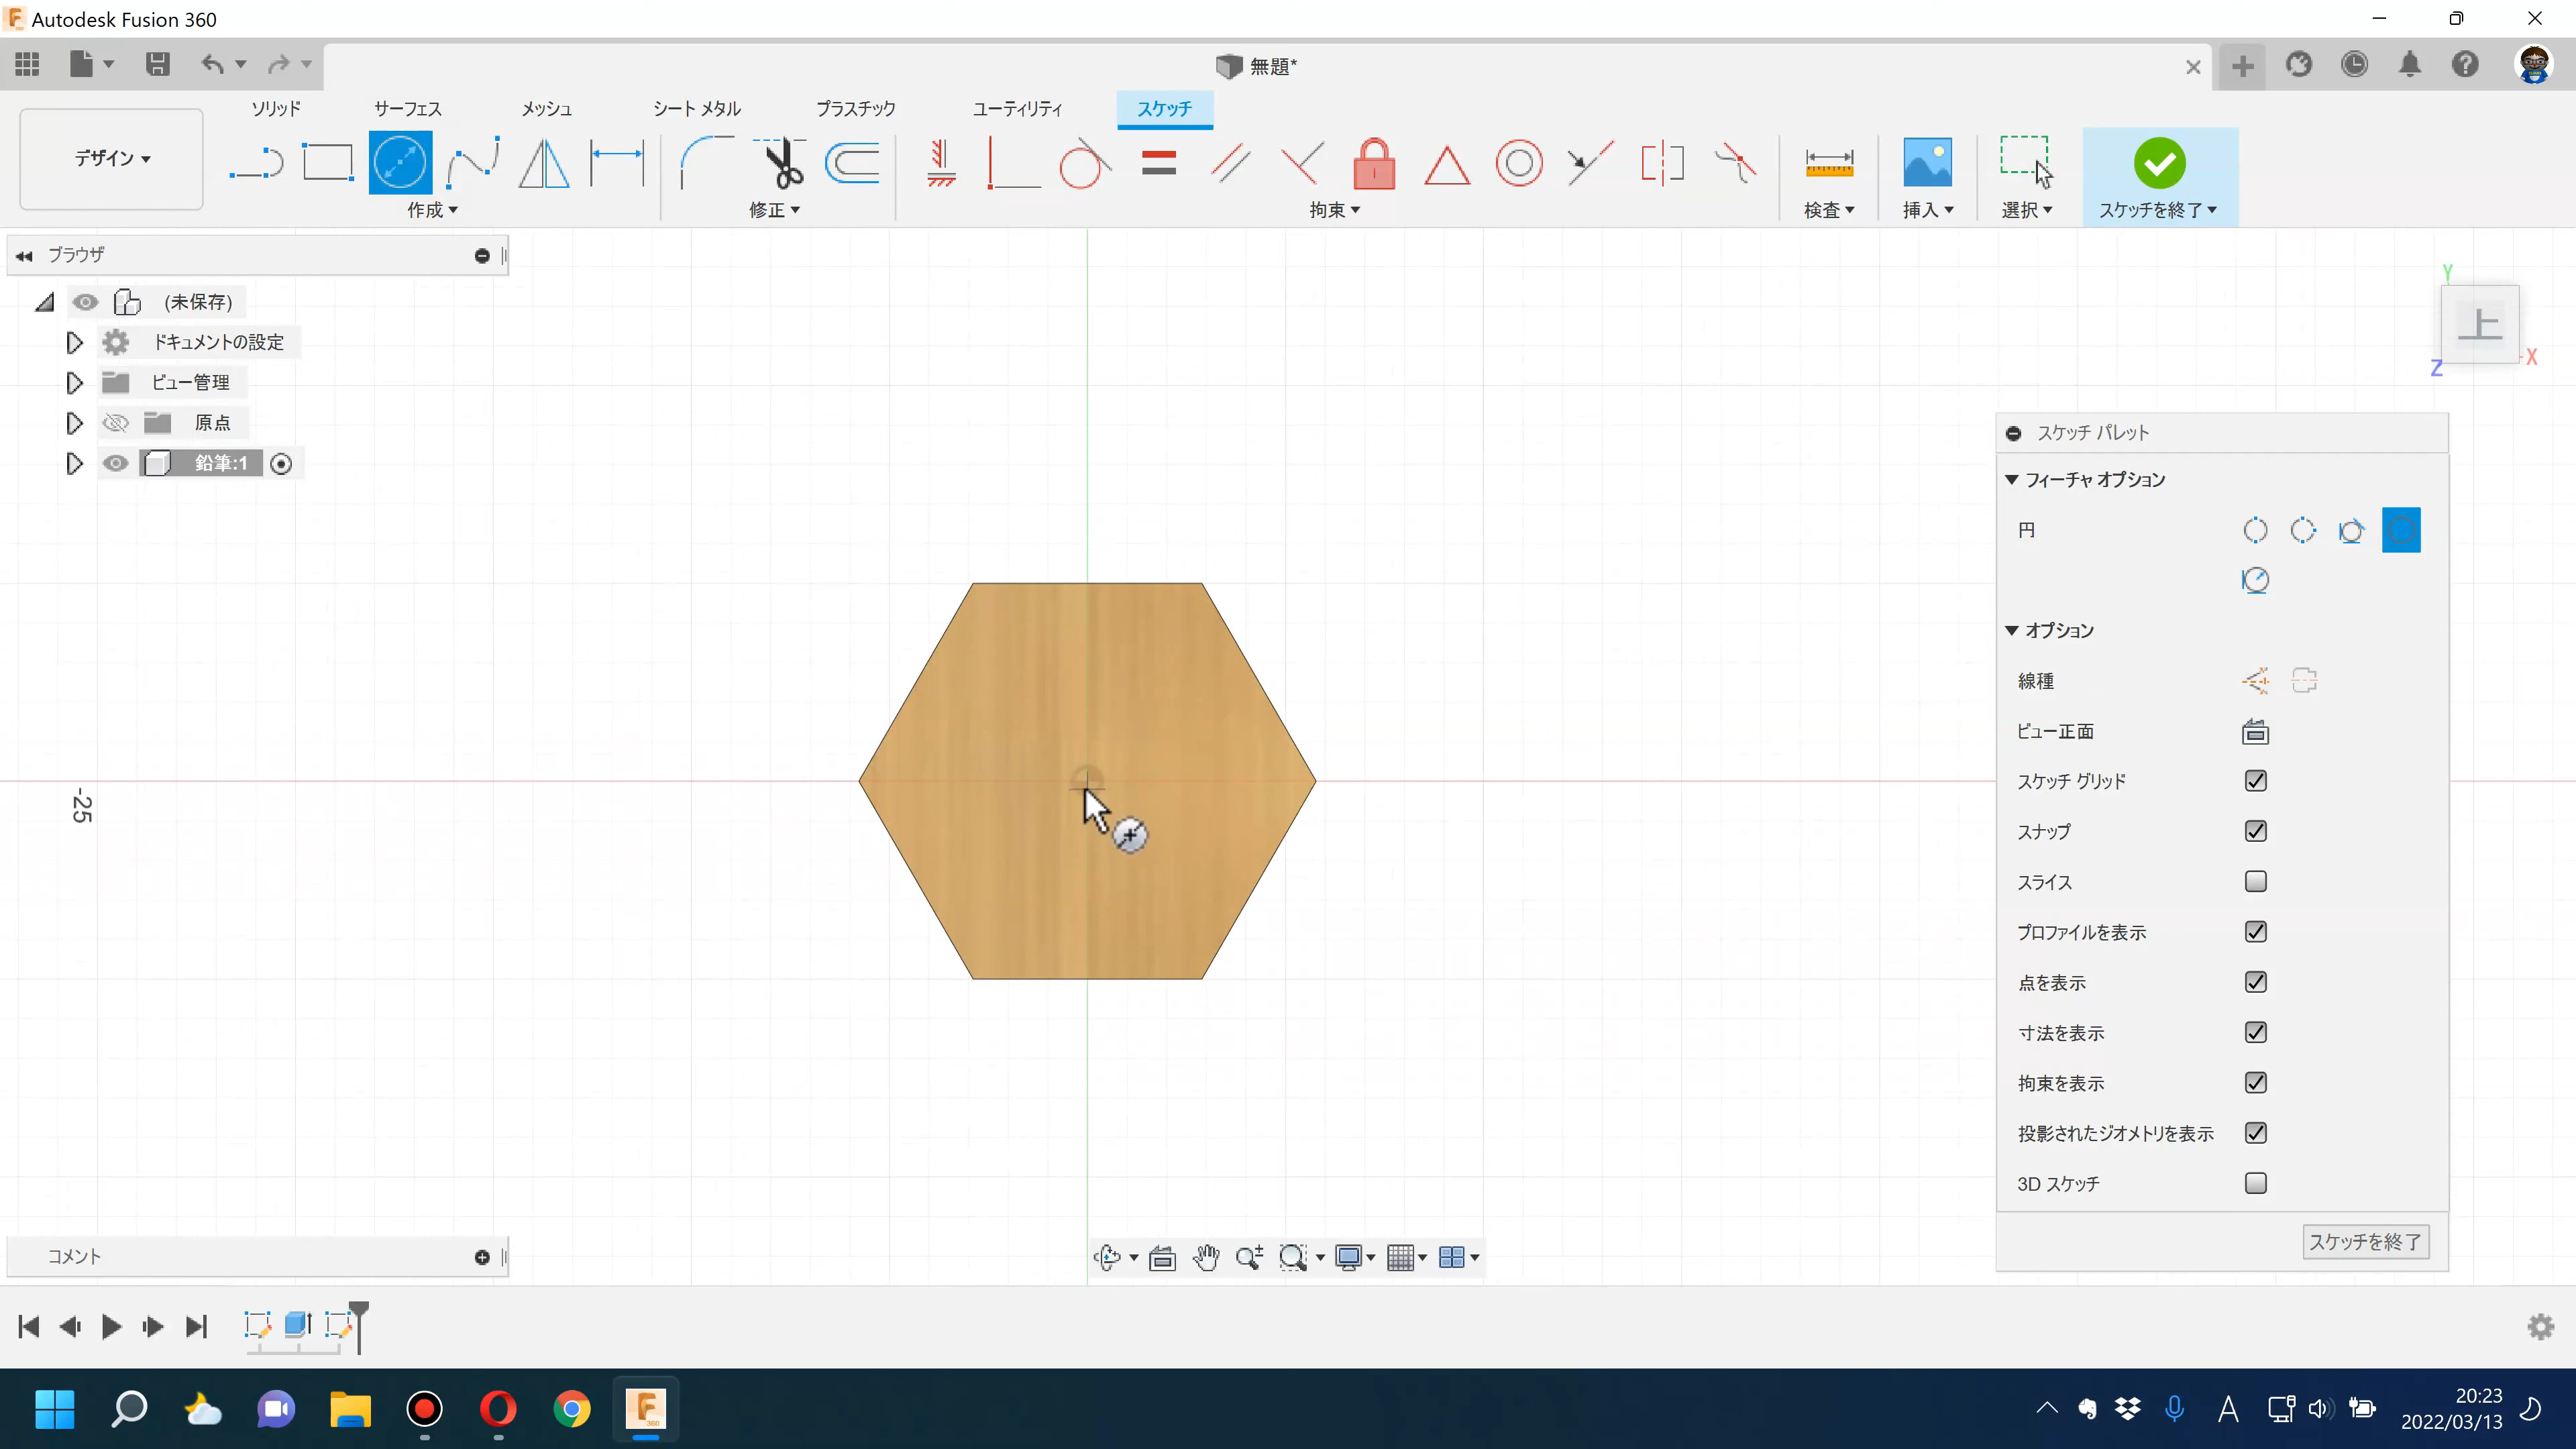 Autodesk Fusion 360
無題*
ソリッド
サーフェス
メッシュ
シート メタル
プラスチック
ユーティリティ
スケッチ
デザイン
作成
修正
拘束
検査
挿入
選択
スケッチを終了
ブラウザ
(未保存)
ドキュメントの設定
ビュー管理
原点
鉛筆:1
Y
上
Z
X
-25
スケッチ パレット
フィーチャ オプション
円
オプション
線種
ビュー正面
スケッチ グリッド
スナップ
スライス
プロファイルを表示
点を表示
寸法を表示
拘束を表示
投影されたジオメトリを表示
3D スケッチ
スケッチを終了
コメント
360
A
20:23
2022/03/13